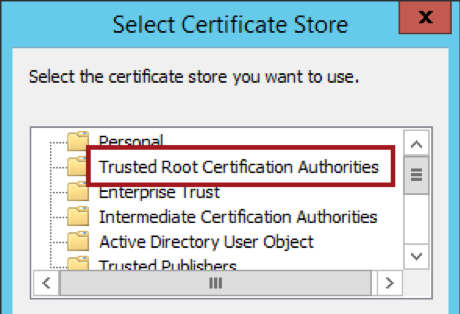 Select Certificate Store
x
Select the certificate store you want to use.
Personal
Trusted Root Certification Authorities
Enterprise Trust
Intermediate Certification Authorities
Active Directory User Object
Trusted Publishers